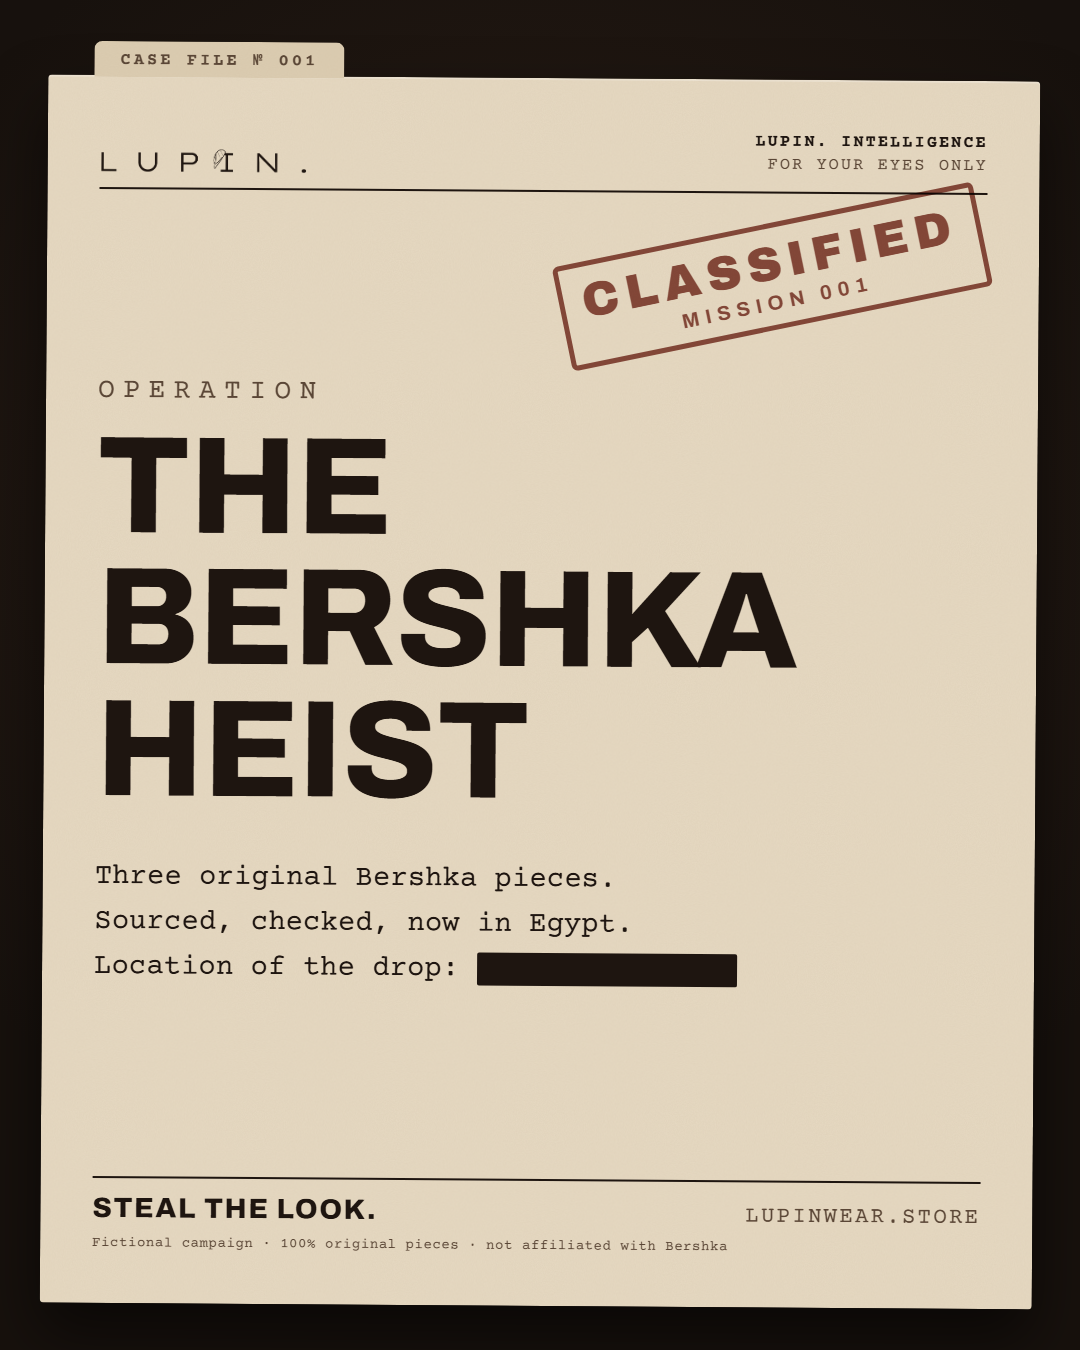 CASE FILE № 001
LUPIN.
LUPIN. INTELLIGENCE
FOR YOUR EYES ONLY
CLASSIFIED
MISSION 001
OPERATION
THE
BERSHKA
HEIST
Three original Bershka pieces.
Sourced, checked, now in Egypt.
Location of the drop:
STEAL THE LOOK.
LUPINWEAR.STORE
Fictional campaign · 100% original pieces · not affiliated with Bershka